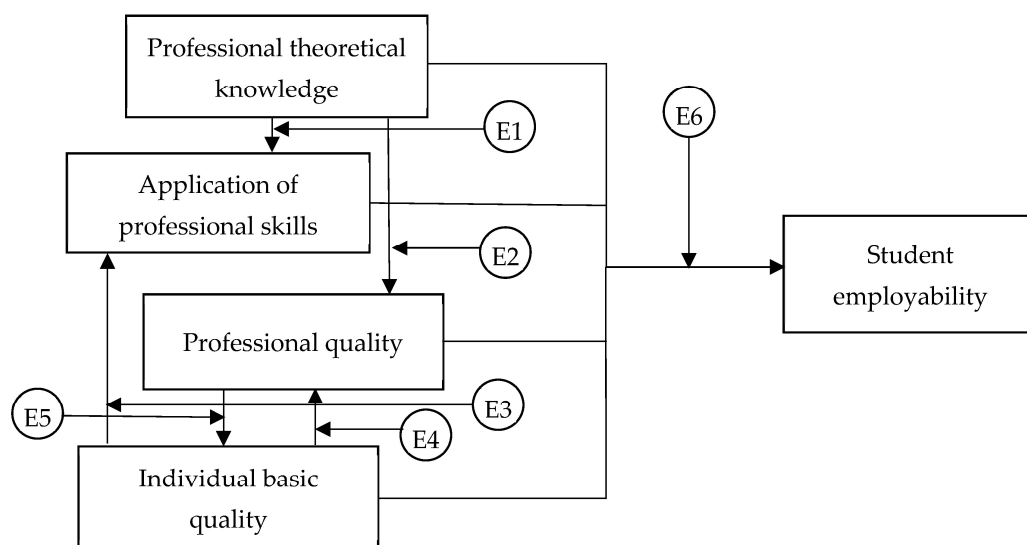 Professional theoretical
knowledge
E1
E6
Application of
professional skills
E2
Student
employability
Professional quality
E5
E3
E4
Individual basic
quality